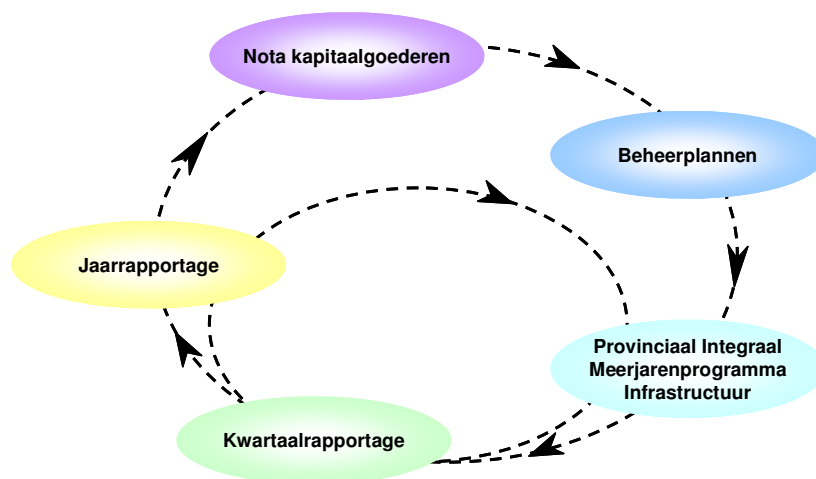 Nota kapitaalgoederen
Beheerplannen
Jaarrapportage
Provinciaal Integraal
Meerjarenprogramma
Infrastructuur
Kwartaalrapportage